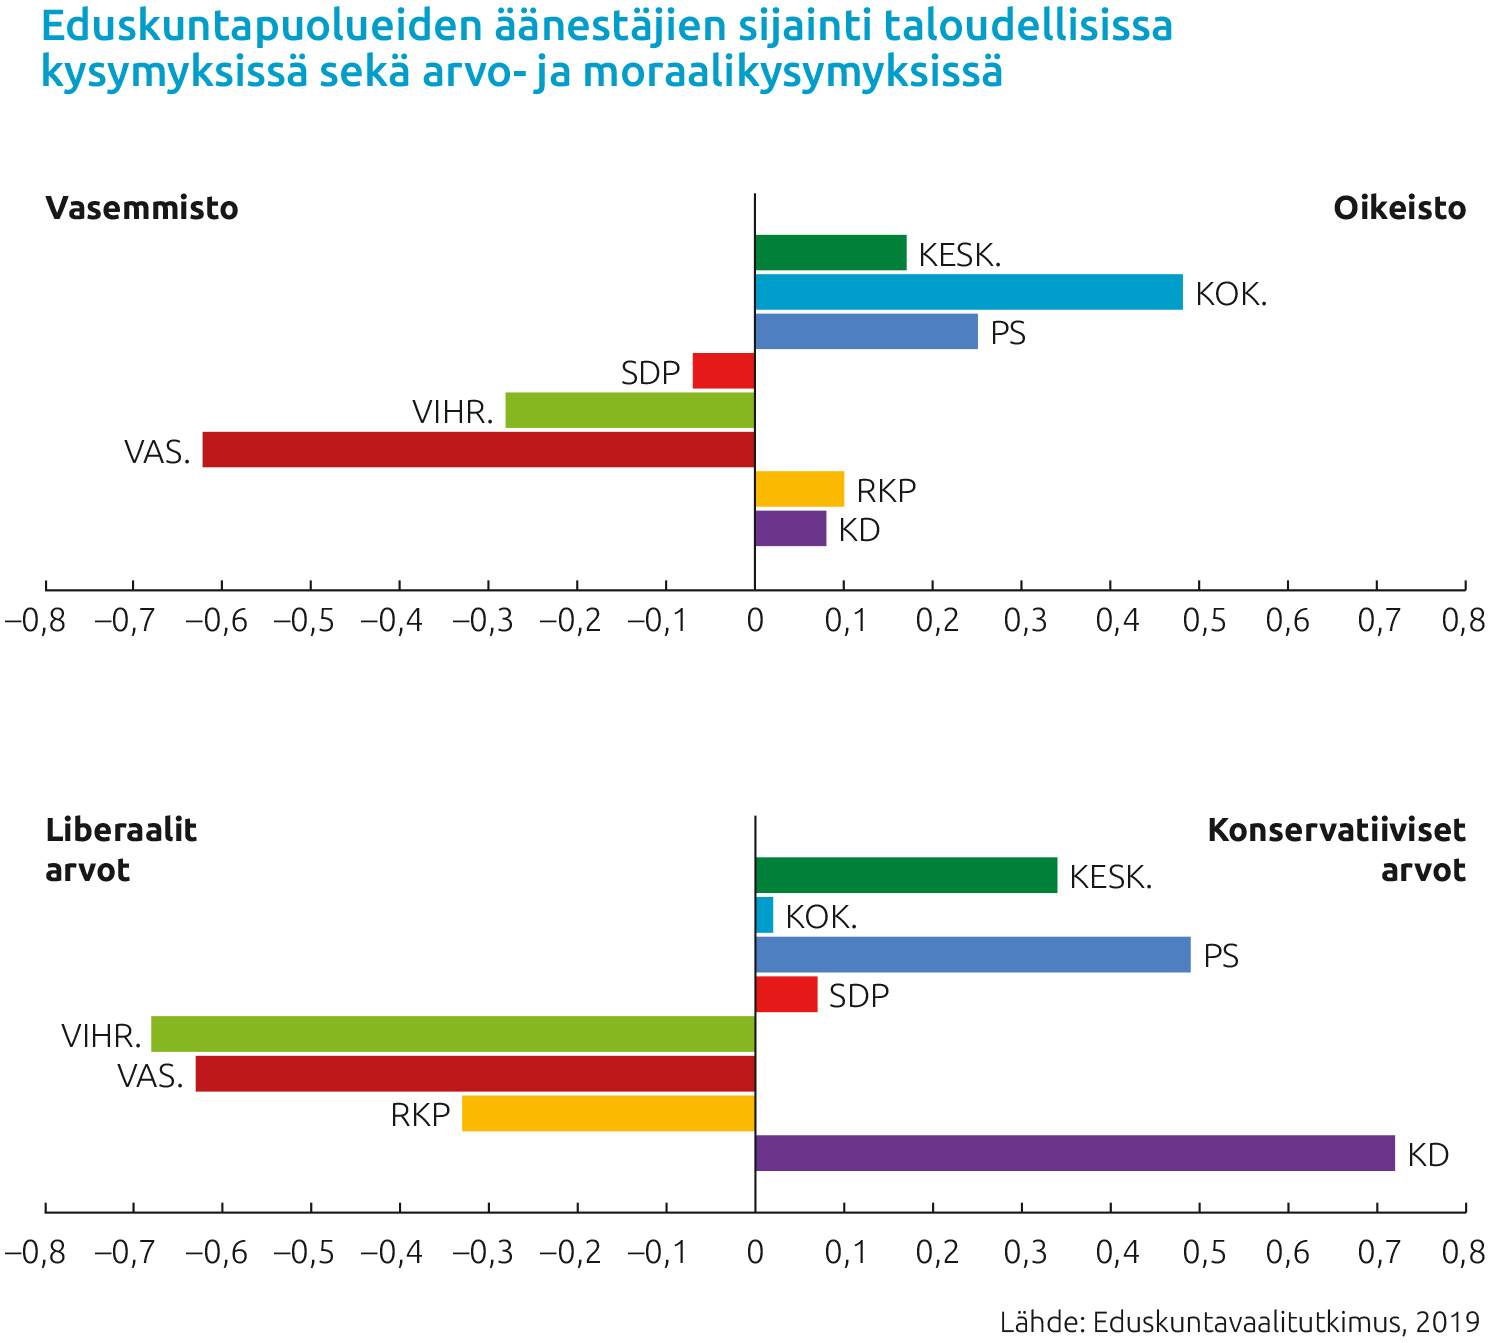 Eduskuntapuolueiden äänestäjien sijainti taloudellisissa
kysymyksissä sekä arvo- ja moraalikysymyksissä
Vasemmisto
Oikeisto
KESK.
KOK.
PS
SDP
VIHR.
VAS.
RKP
KD
–0,8 –0,7 –0,6 –0,5 –0,4 –0,3 –0,2 –0,1 0 0,1 0,2 0,3 0,4 0,5 0,6 0,7 0,8
Liberaalit
arvot
Konservatiiviset
arvot
KESK.
KOK.
PS
SDP
VIHR.
VAS.
RKP
KD
–0,8 –0,7 –0,6 –0,5 –0,4 –0,3 –0,2 –0,1 0 0,1 0,2 0,3 0,4 0,5 0,6 0,7 0,8
Lähde: Eduskuntavaalitutkimus, 2019